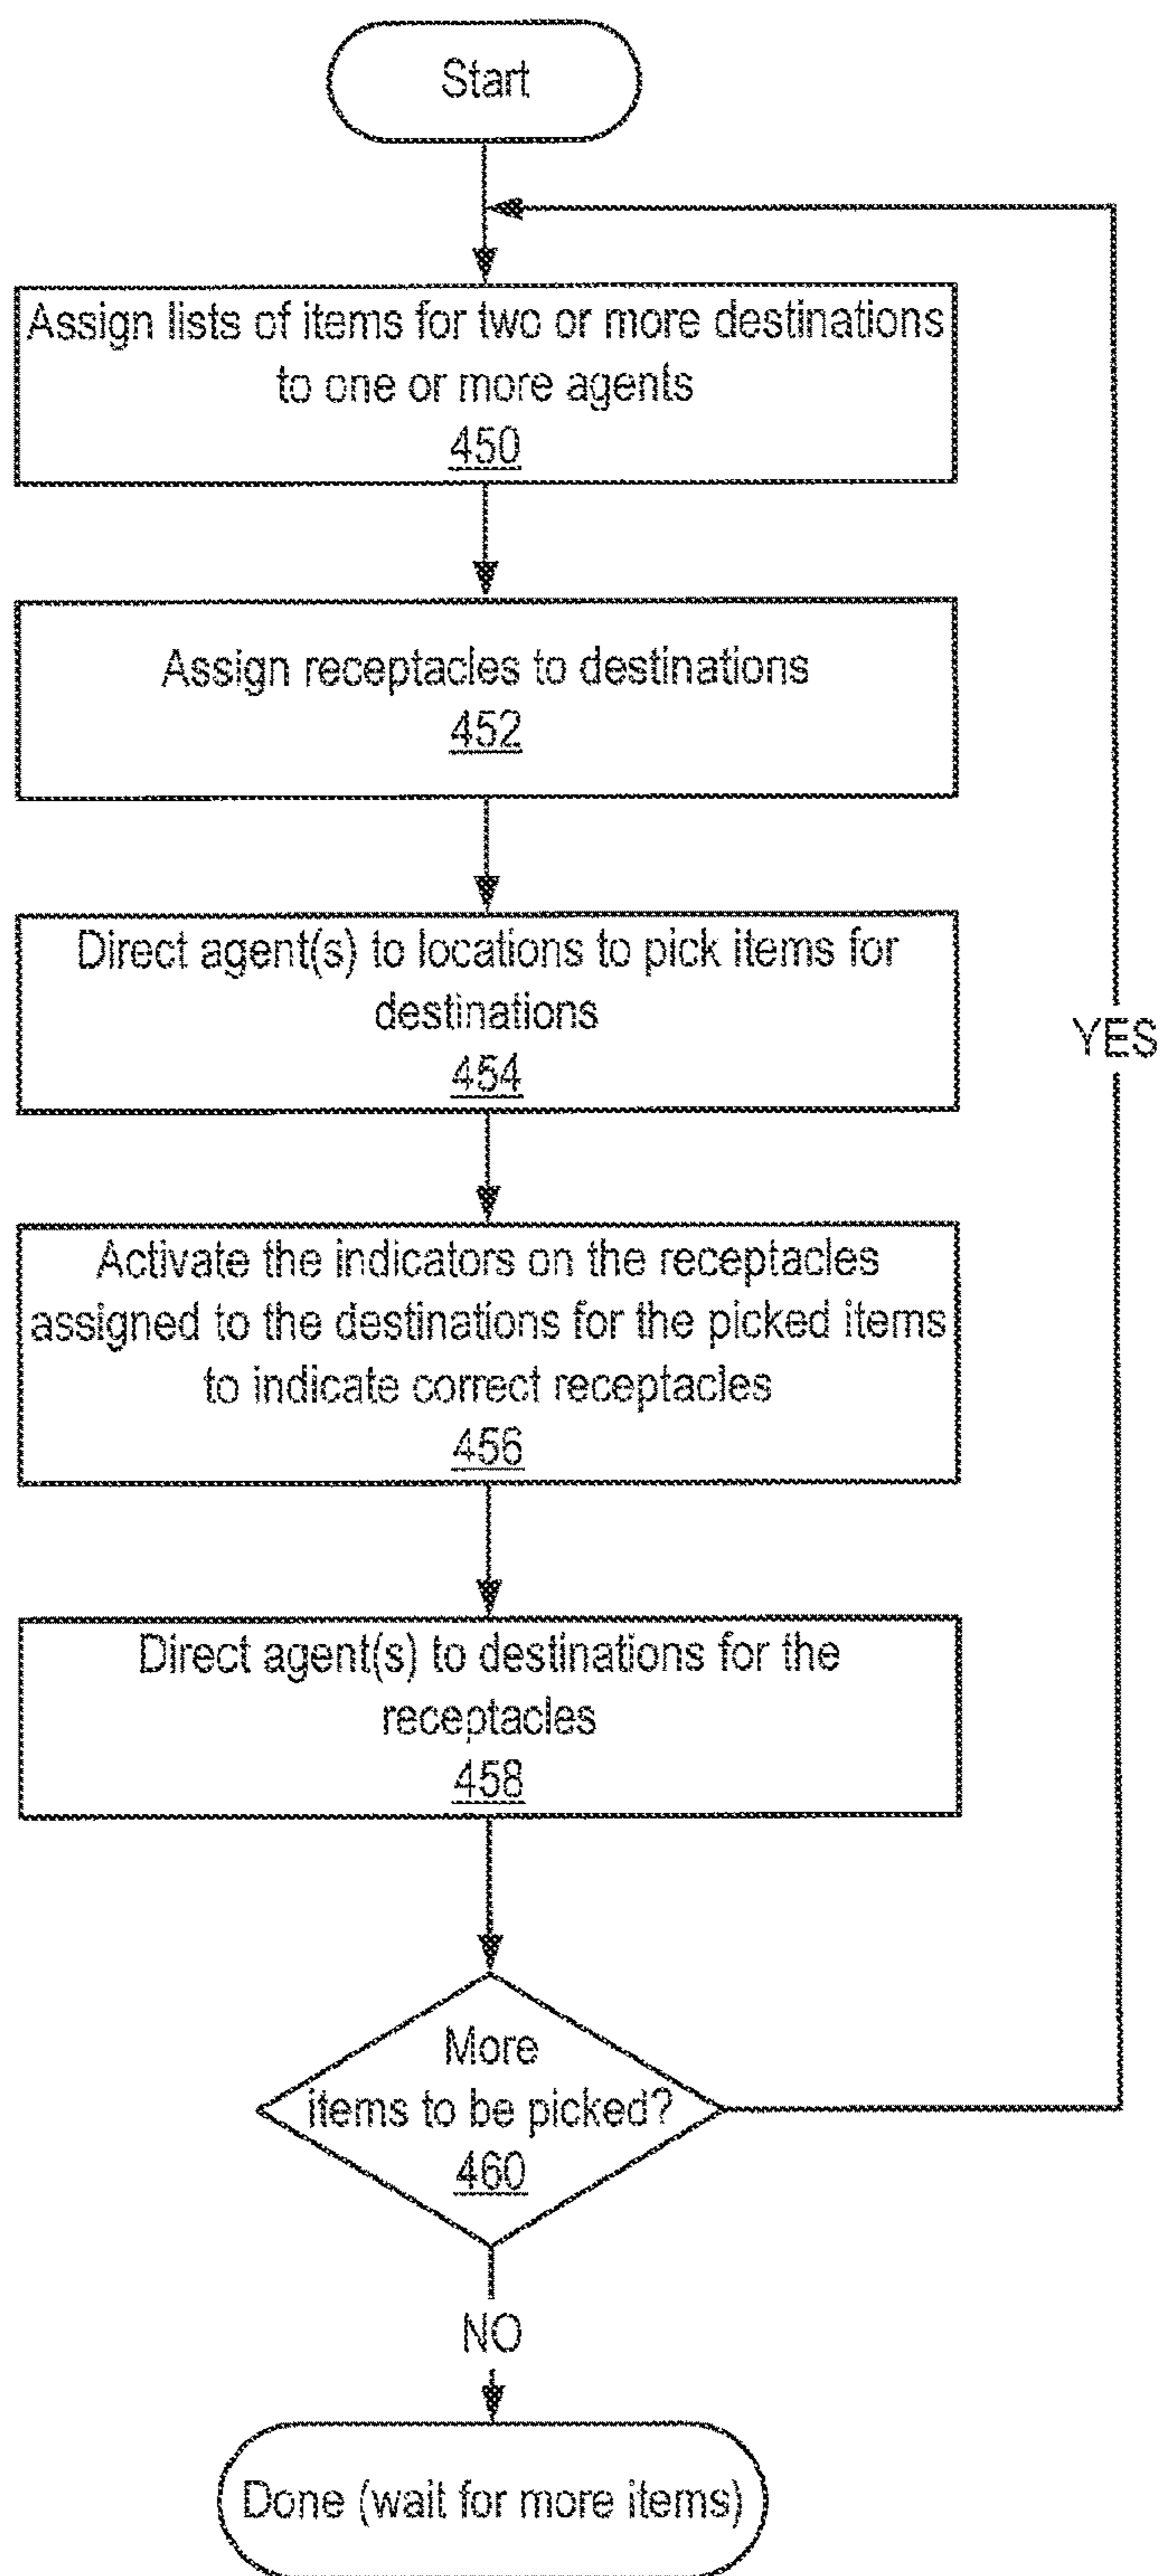 Start
Assign lists of items for two or more destinations
to one or more agents
450
Assign receptacles to destinations
452
Direct agent(s) to locations to pick items for
destinations
454
YES
Activate the indicators on the receptacles
assigned to the destinations for the picked items
to indicate correct receptacles
456
Direct agent(s) to destinations for the
receptacles
458
More
items to be picked?
460
NO
Done (wait for more items)